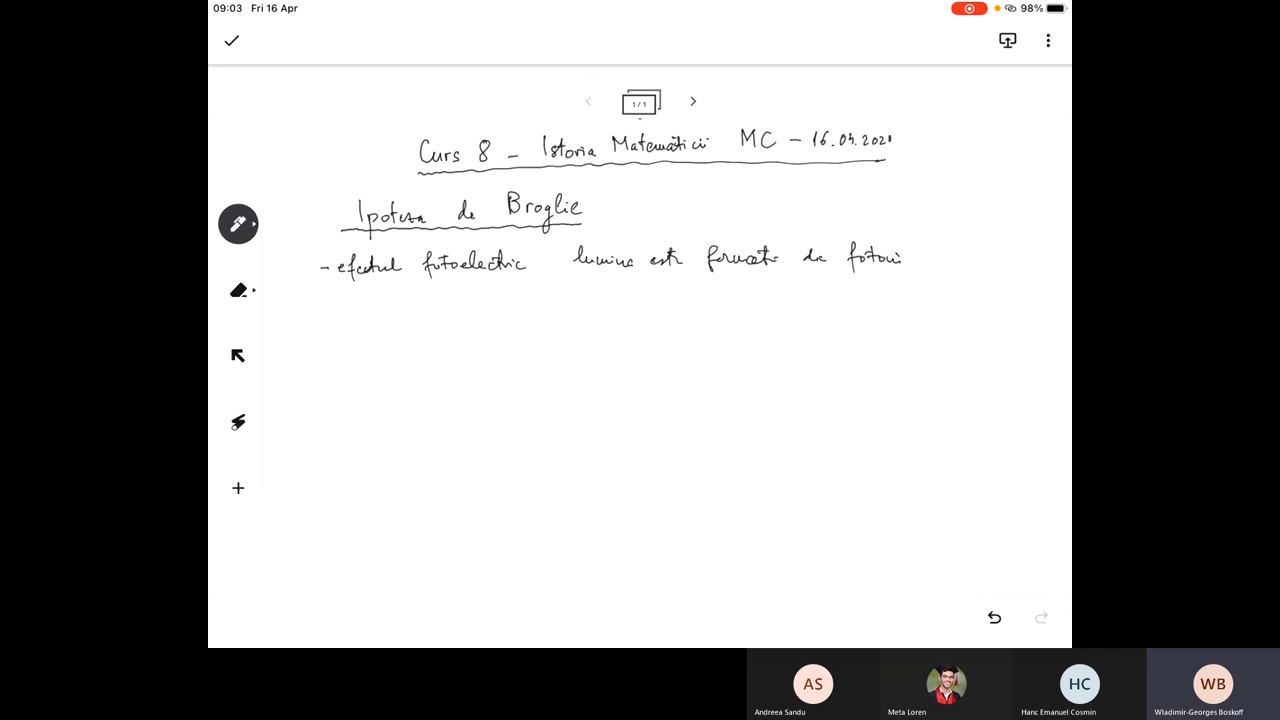 09:03 Fri 16 Apr
98%
1/1
Curs 8 - Istoria Matematicii MC - 16.04.2021
Ipoteza de Broglie
- efectul fotoelectric lumina este formata din fotoni
AS
HC
WB
Andreea Sandu
Meta Loren
Hanc Emanuel Cosmin
Wladimir-Georges Boskoff